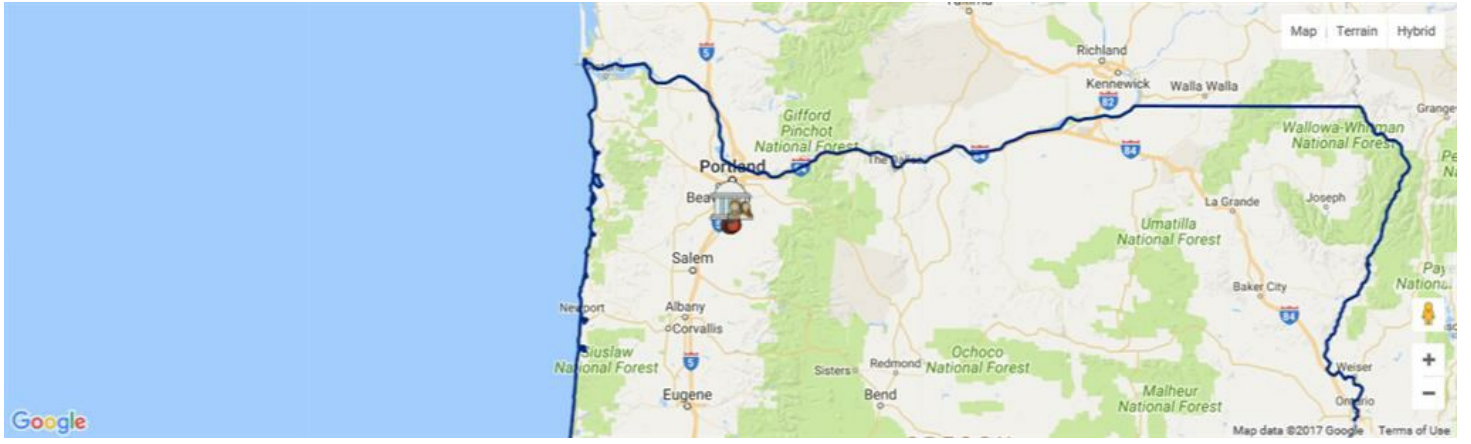 Map Terrain Hybrid
5
Richland
Kennewick
82
Walla Walla
Gifford
Pinchot
National Forest
Wallowa-Whitman
National Forest
Portland
84
84
84
La Grande
Joseph
Umatilla
National Forest
Salem
Baker City
84
Newport
Albany
Corvallis
Siuslaw
National Forest
5
Sisters
Redmond
Bend
Ochoco
National Forest
Weiser
Malheur
National Forest
Ontario
Eugene
+
−
Google
Map data ©2017 Google Terms of Use